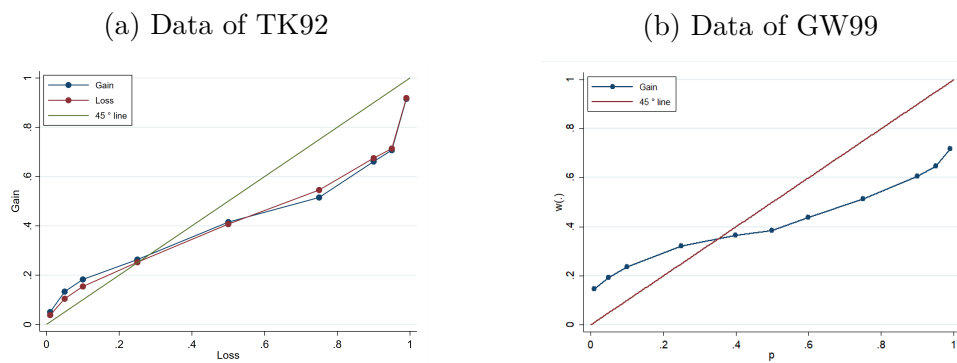 (a) Data of TK92
Gain
Loss
45 ° line
Gain
1
.8
.6
.4
.2
0
0 .2 .4 .6 .8 1
Loss
(b) Data of GW99
Gain
45 ° line
w(.)
1
.8
.6
.4
.2
0
0 .2 .4 .6 .8 1
p